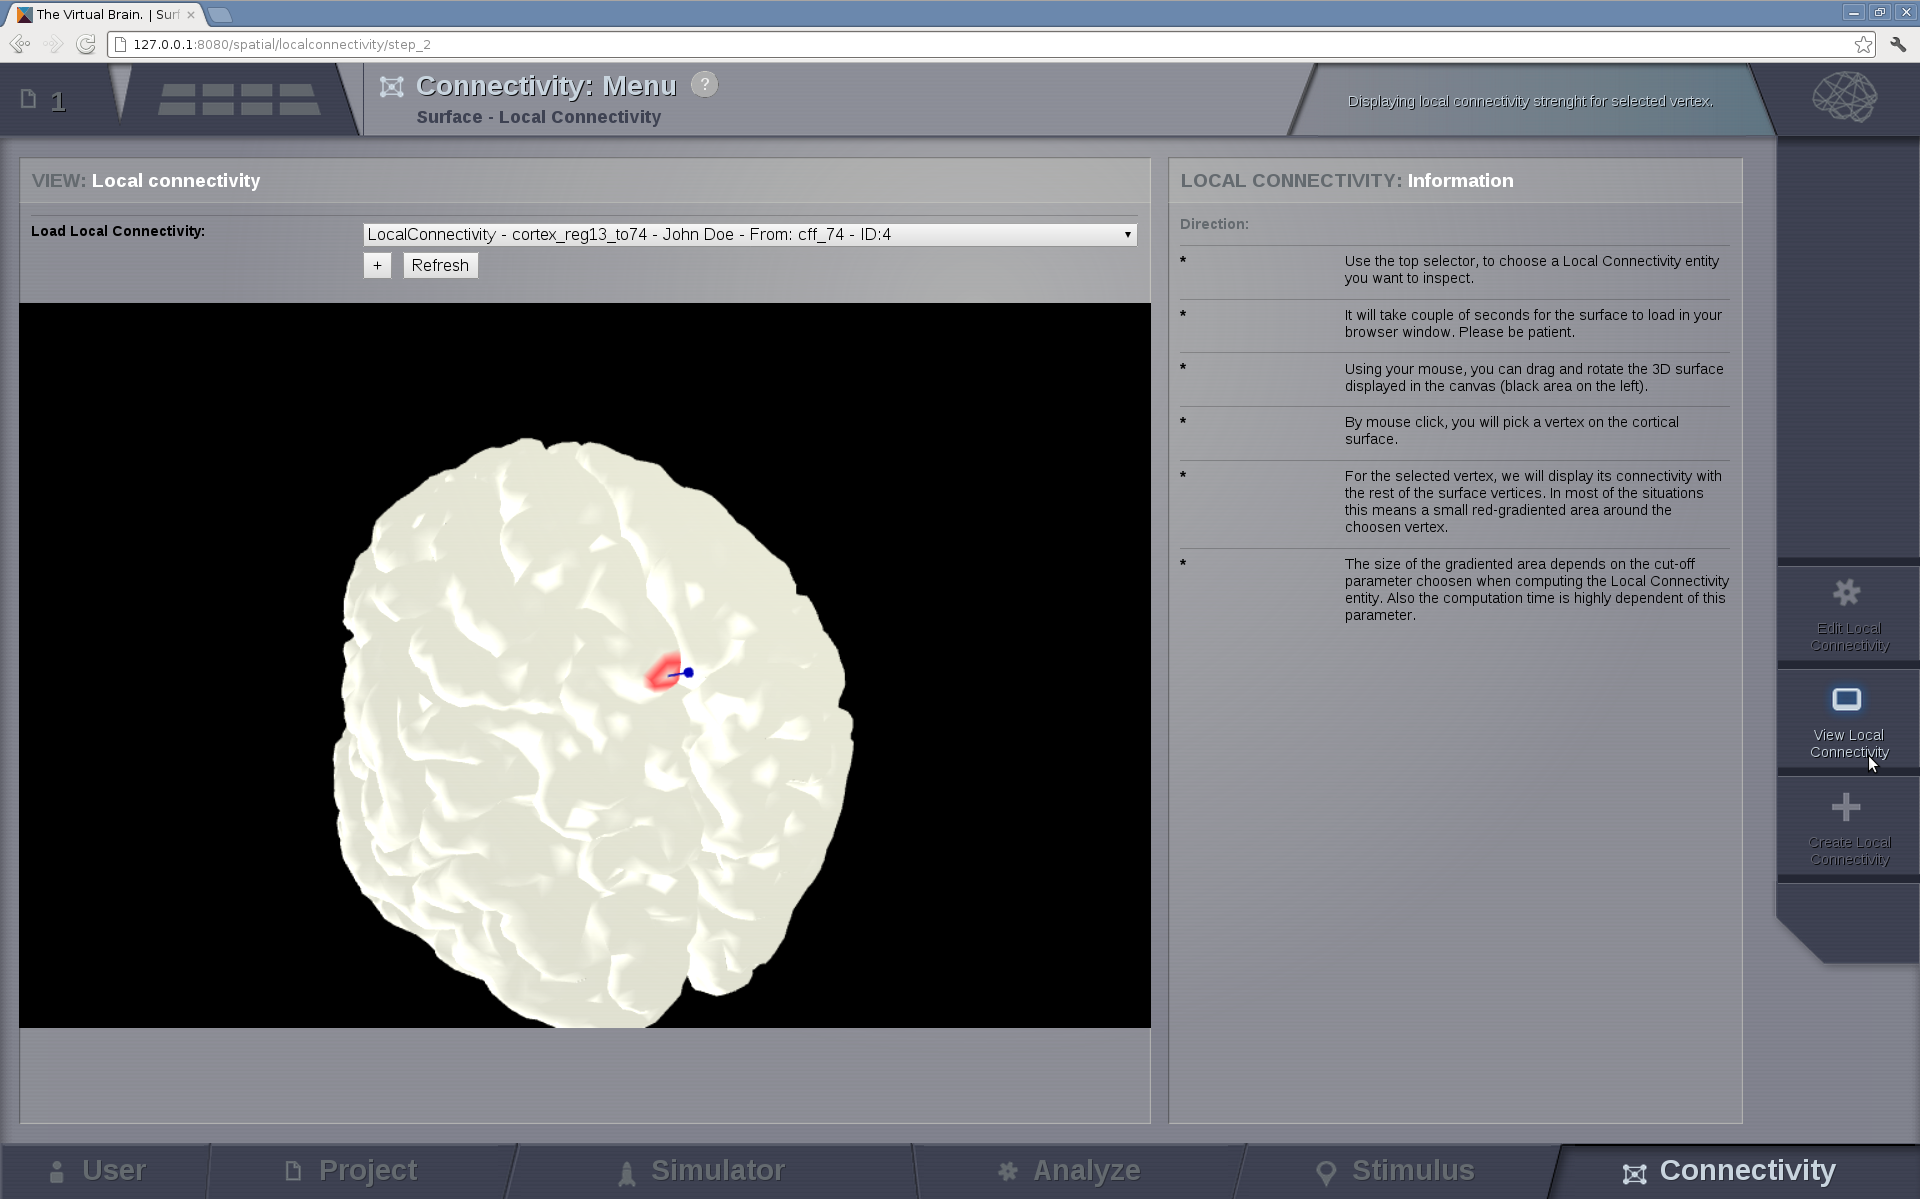 The Virtual Brain. | Surf
127.0.0.1:8080/spatial/localconnectivity/step_2
1
Connectivity: Menu ?
Surface - Local Connectivity
Displaying local connectivity strenght for selected vertex.
VIEW: Local connectivity
Load Local Connectivity:
LocalConnectivity - cortex_reg13_to74 - John Doe - From: cff_74 - ID:4
+ Refresh
LOCAL CONNECTIVITY: Information
Direction:
* Use the top selector, to choose a Local Connectivity entity
you want to inspect.
* It will take couple of seconds for the surface to load in your
browser window. Please be patient.
* Using your mouse, you can drag and rotate the 3D surface
displayed in the canvas (black area on the left).
* By mouse click, you will pick a vertex on the cortical
surface.
* For the selected vertex, we will display its connectivity with
the rest of the surface vertices. In most of the situations
this means a small red-gradiented area around the
choosen vertex.
* The size of the gradiented area depends on the cut-off
parameter choosen when computing the Local Connectivity
entity. Also the computation time is highly dependent of this
parameter.
Edit Local
Connectivity
View Local
Connectivity
Create Local
Connectivity
User
Project
Simulator
Analyze
Stimulus
Connectivity